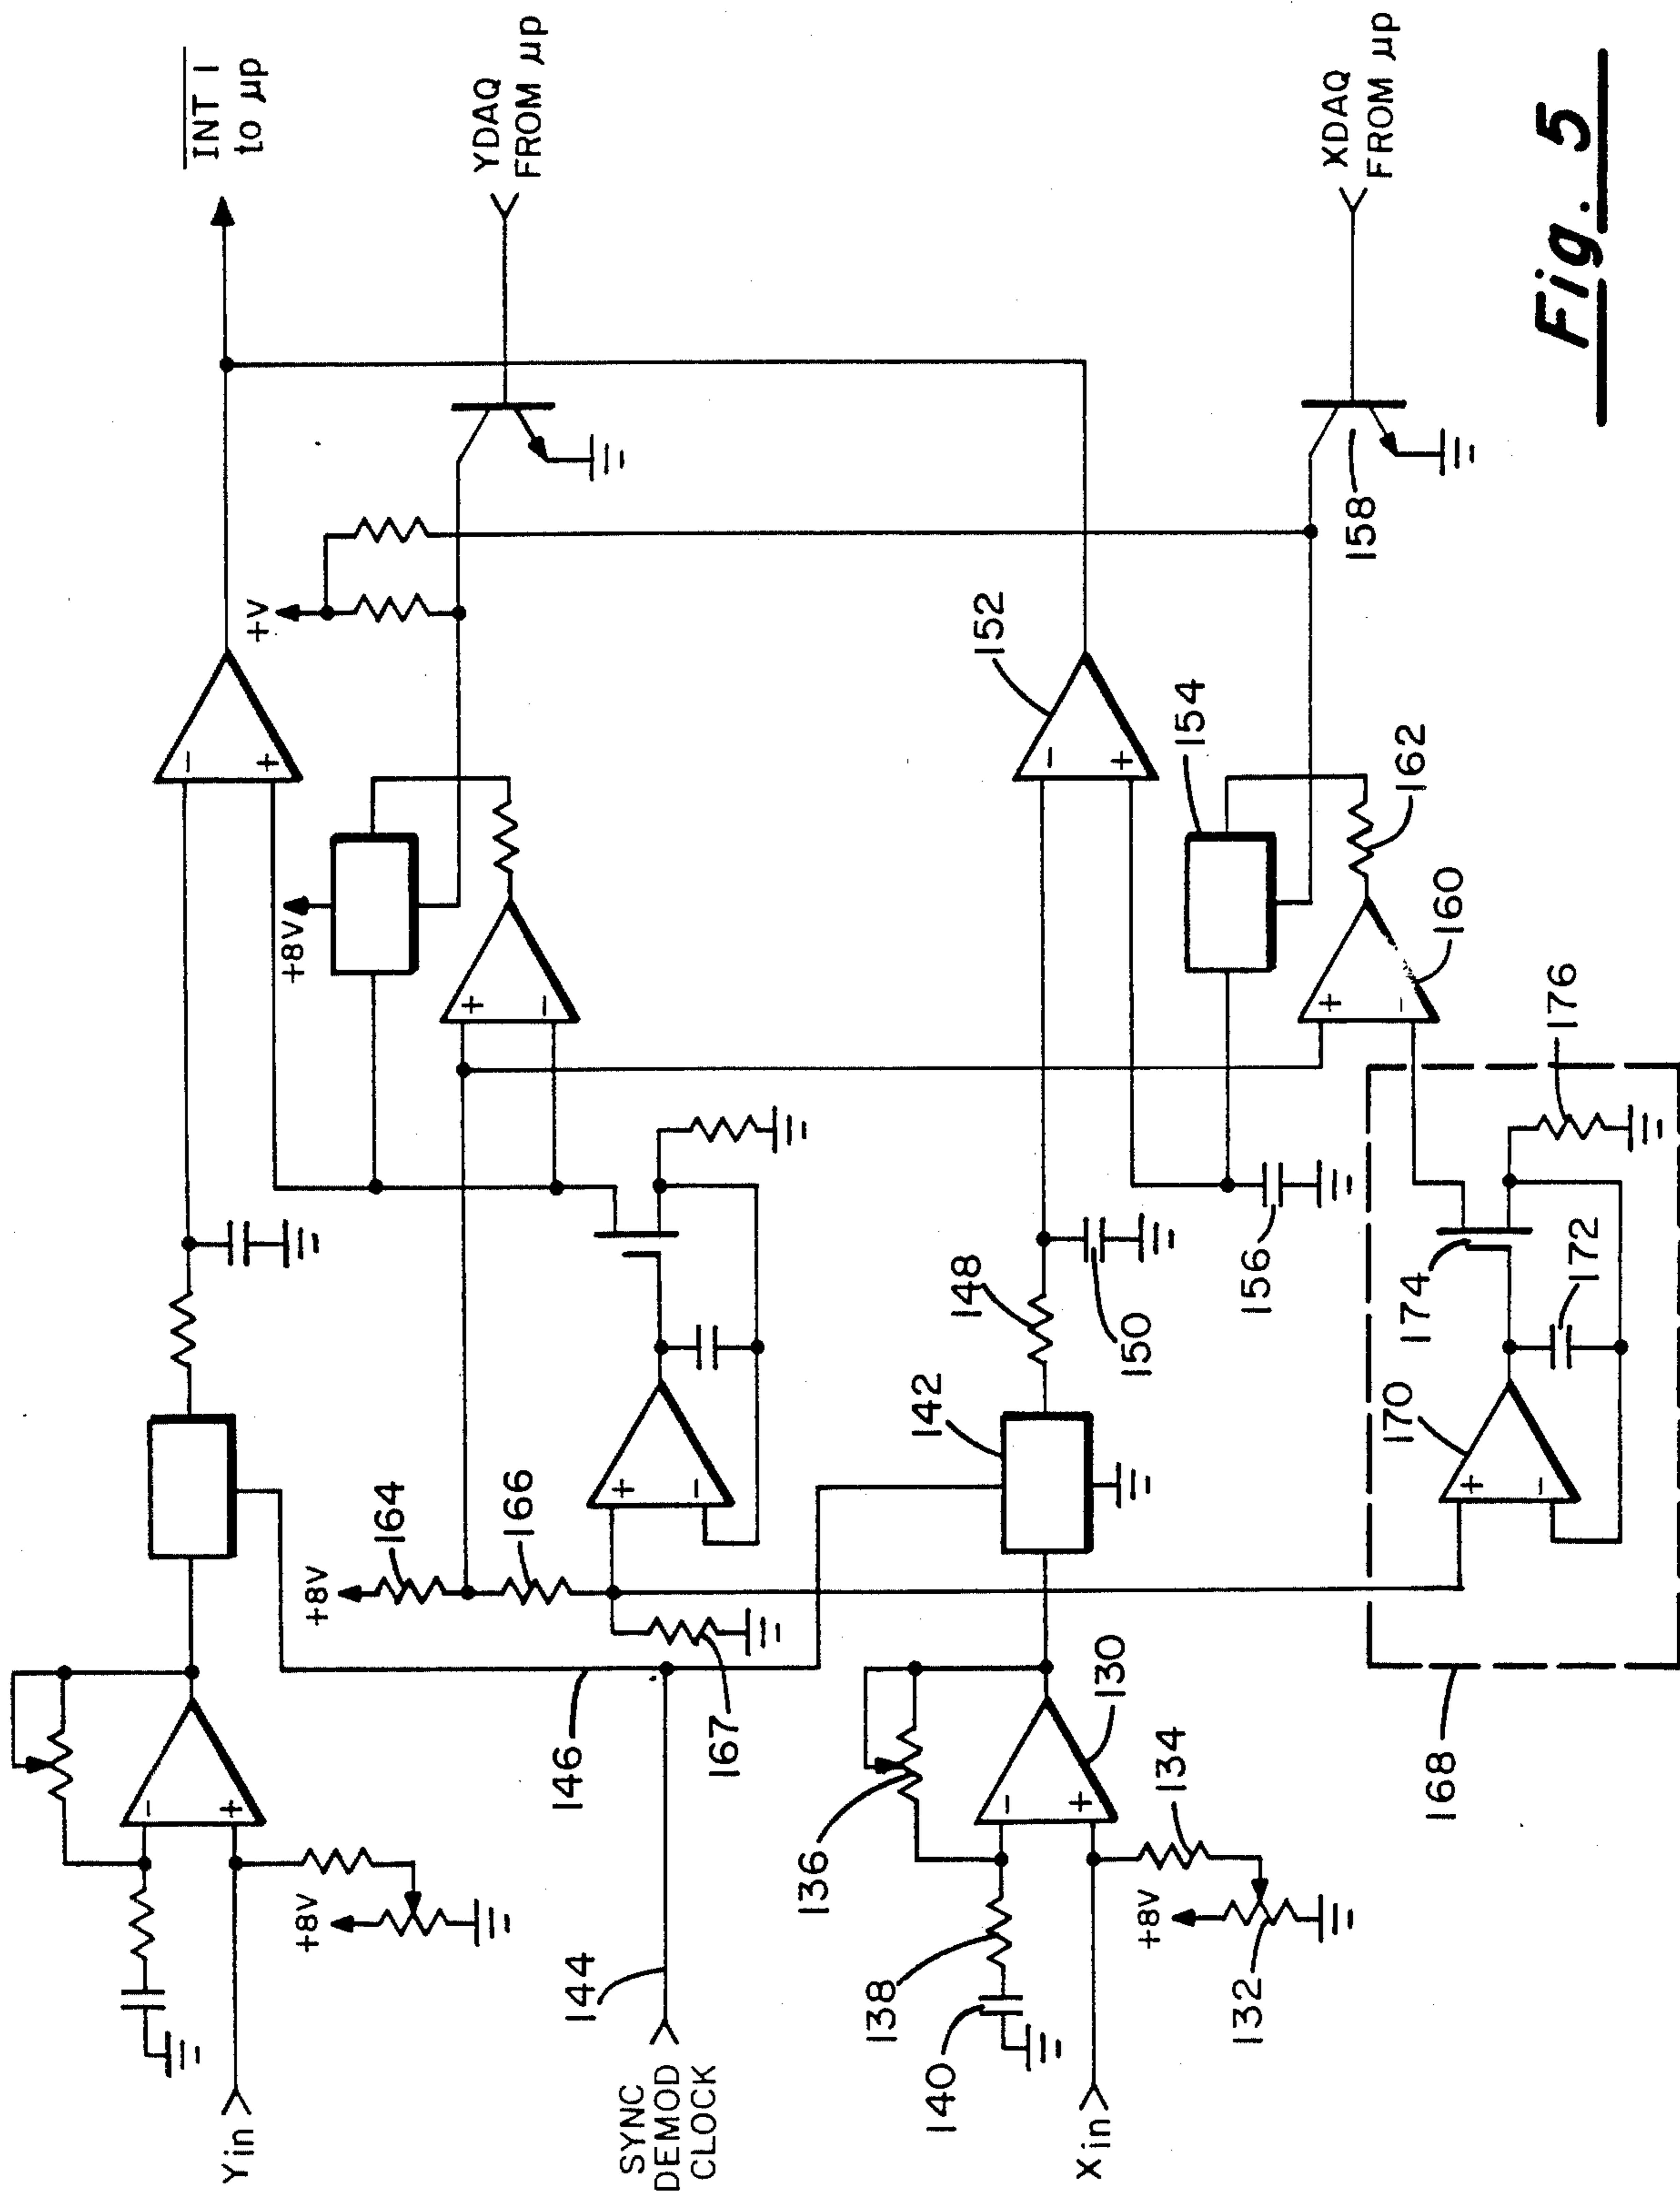 INT 1
to µp
YDAQ
FROM µp
+V
+8V
−
+
+
−
164
+8V
166
+
−
Yin
−
+
+8V
146
167
144
SYNC
DEMOD
CLOCK
152
−
+
154
148
150
142
156
162
160
+
−
158
XDAQ
FROM µp
130
−
+
136
138
140
X in
134
+8V
132
176
174
172
170
+
−
168
Fig. 5